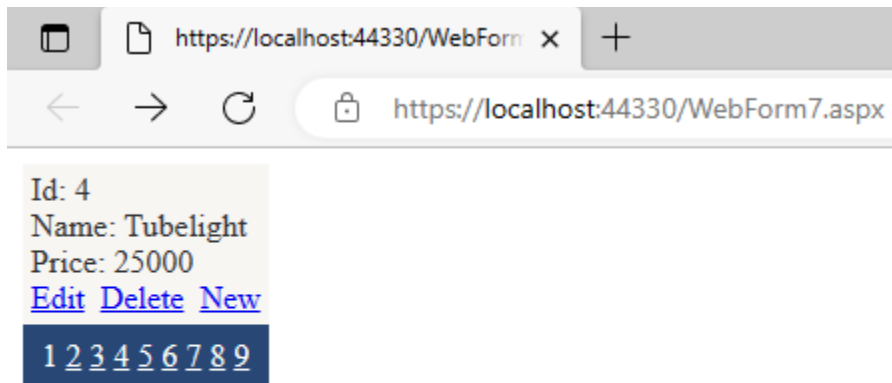 https://localhost:44330/WebForm
https://localhost:44330/WebForm7.aspx
Id: 4
Name: Tubelight
Price: 25000
Edit Delete New
1 2 3 4 5 6 7 8 9